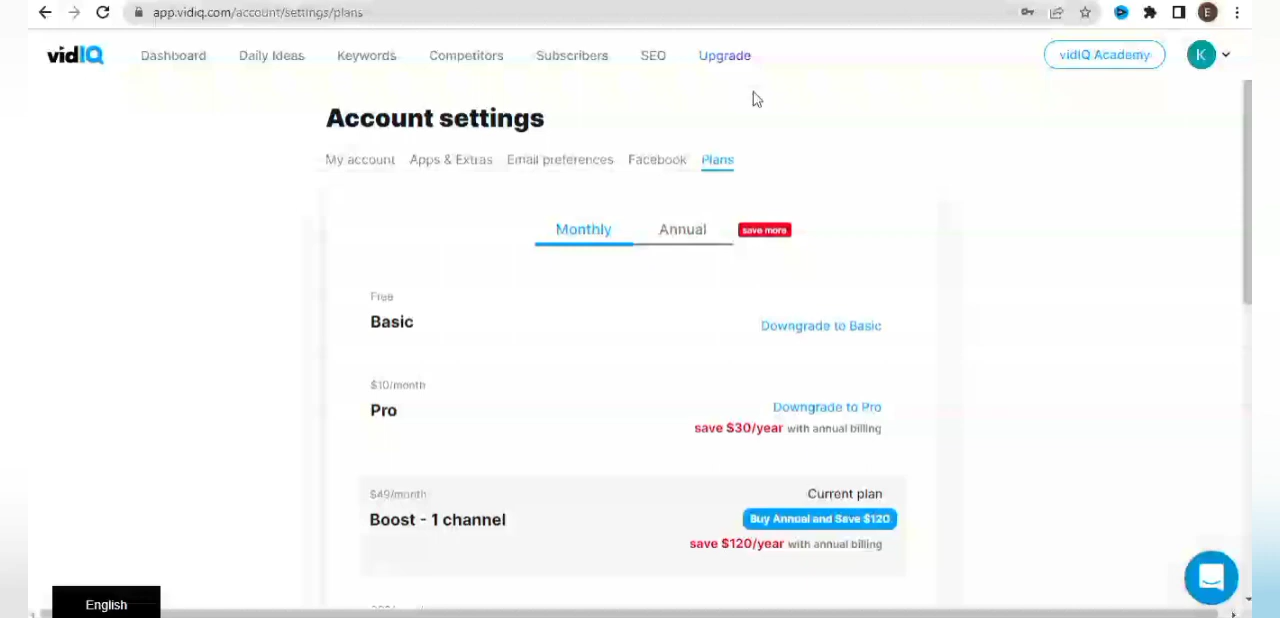 app.vidiq.com/account/settings/plans
E
vidIQ Dashboard Daily Ideas Keywords Competitors Subscribers SEO Upgrade vidIQ Academy K
Account settings
My account Apps & Extras Email preferences Facebook Plans
Monthly Annual save more
Free
Basic
Downgrade to Basic
$10/month
Pro
Downgrade to Pro
save $30/year with annual billing
$49/month
Current plan
Boost - 1 channel
Buy Annual and Save $120
save $120/year with annual billing
English